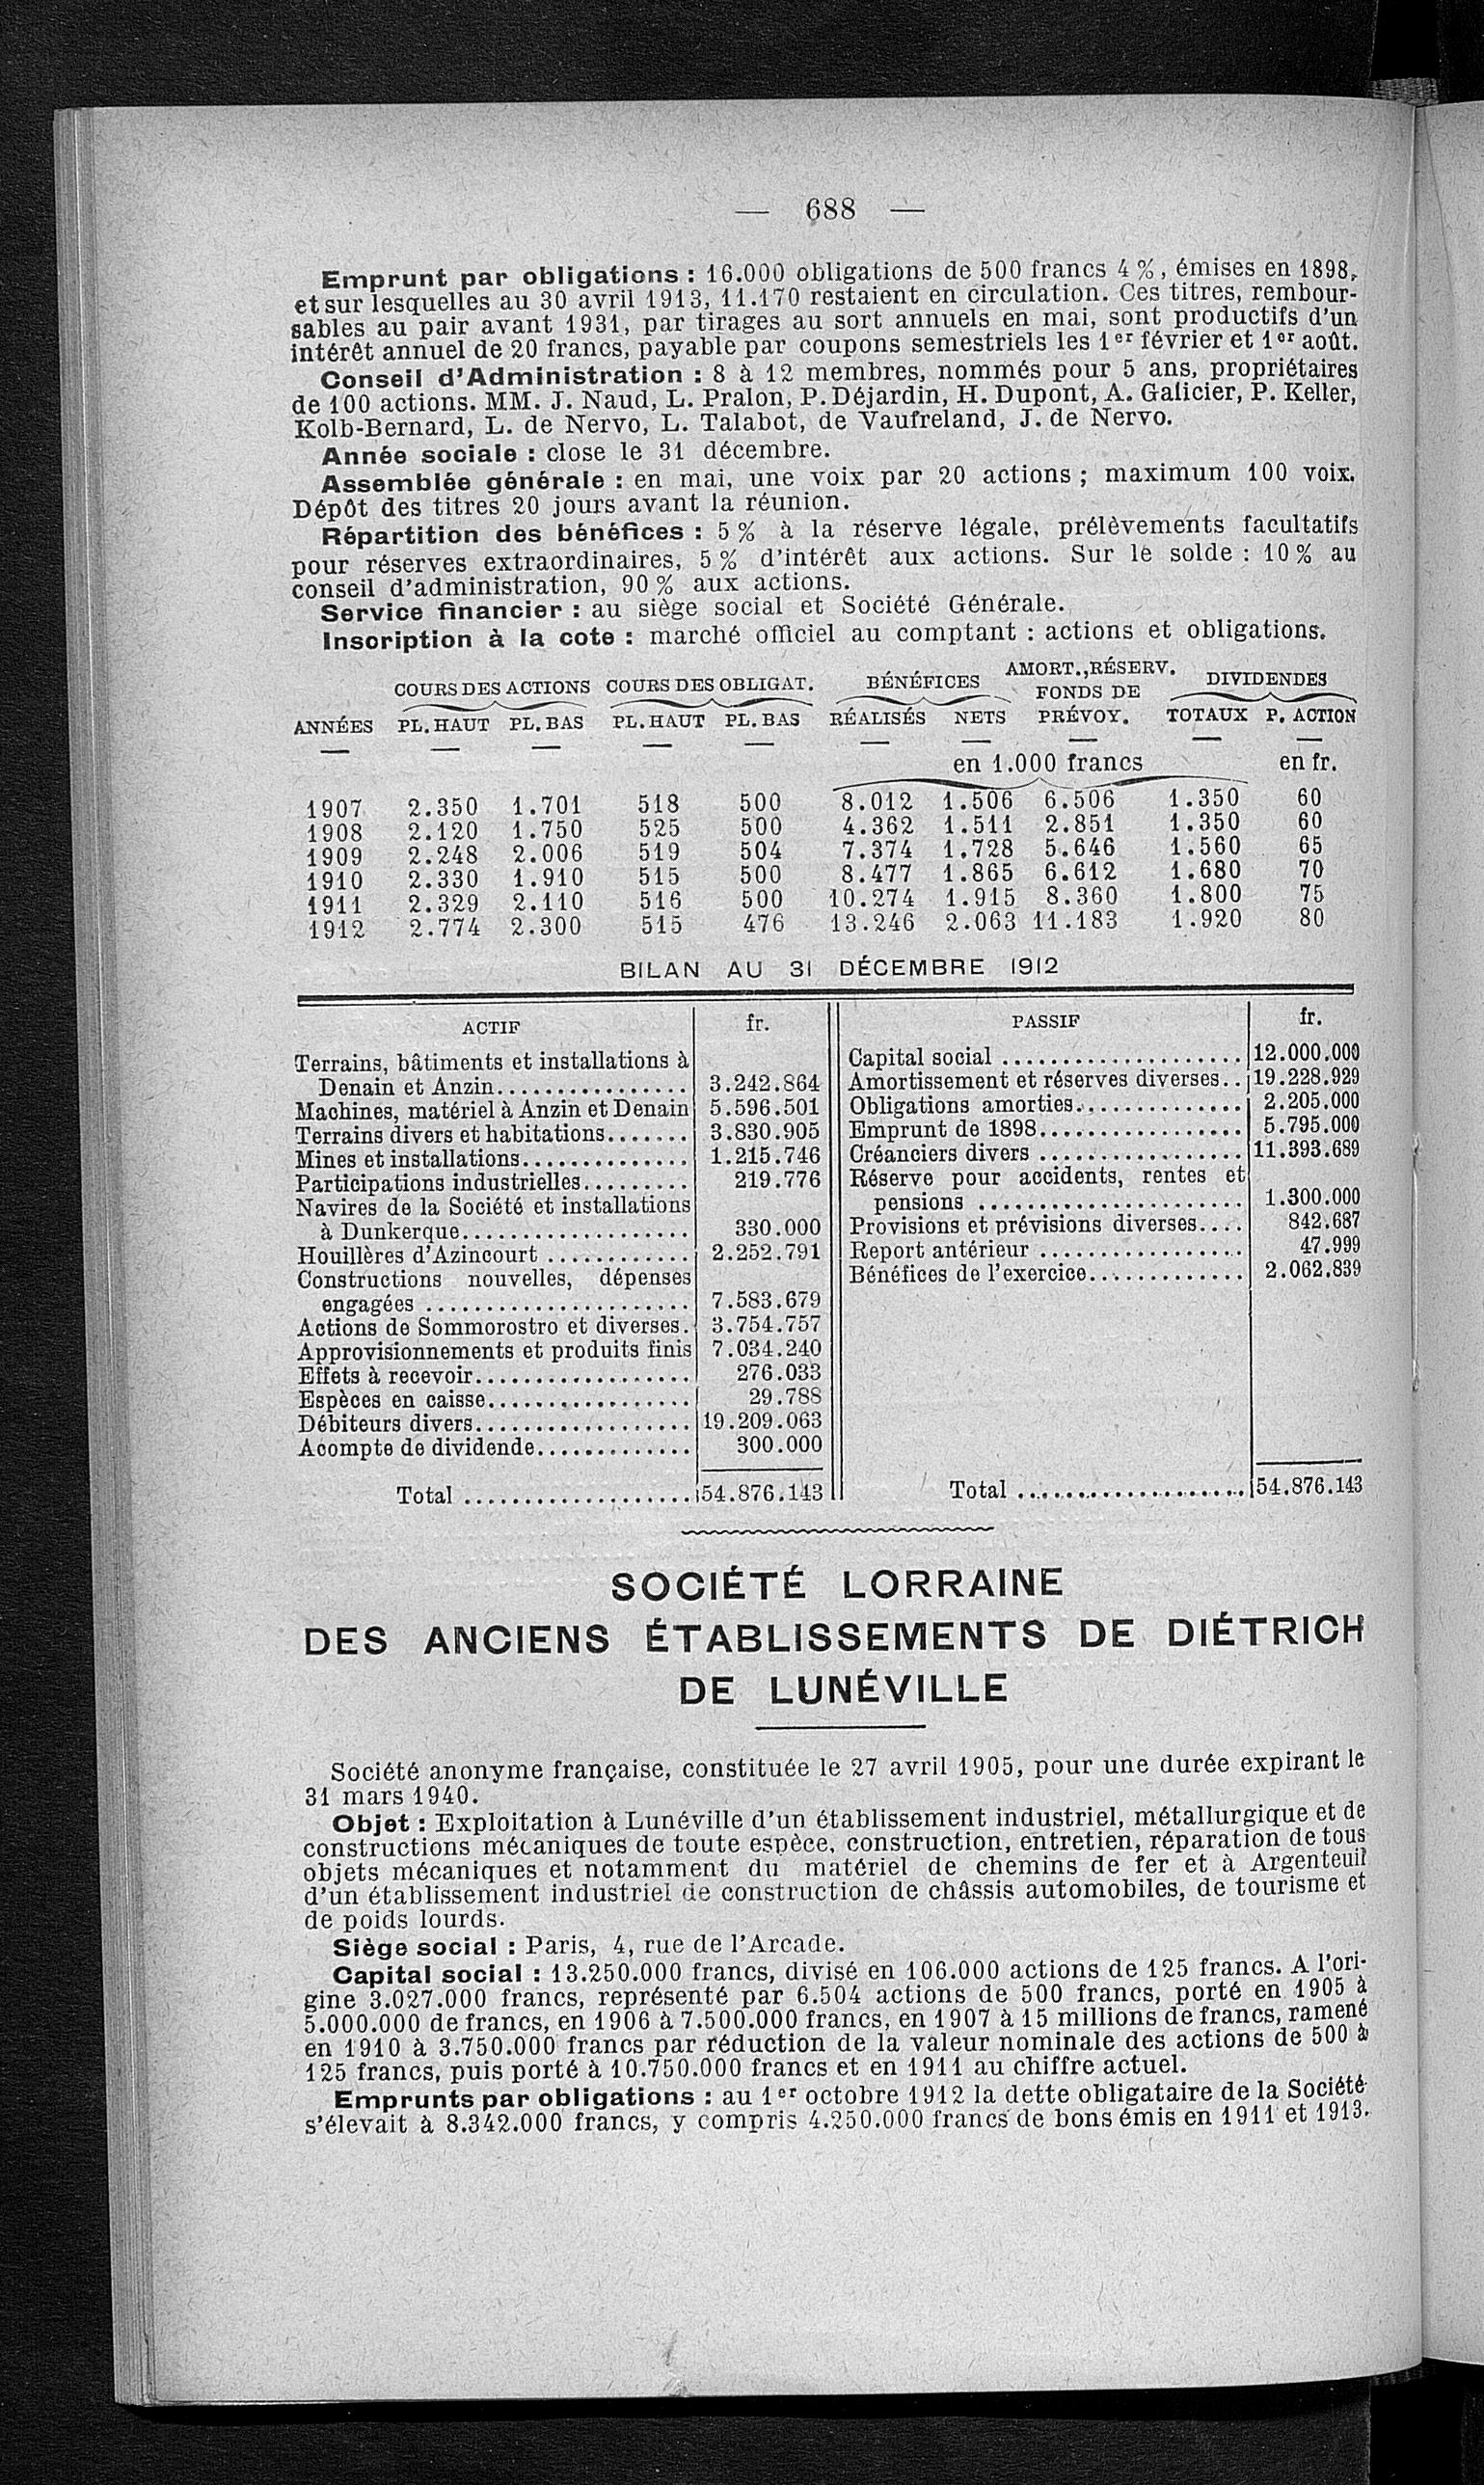 — 688 —
Emprunt par obligations : 16.000 obligations de 500 francs 4 %, émises en 1898,
et sur lesquelles au 30 avril 1913, 11.170 restaient en circulation. Ces titres, rembour-
sables au pair avant 1931, par tirages au sort annuels en mai, sont productifs d'un
intérêt annuel de 20 francs, payable par coupons semestriels les 1er février et 1er août.
Conseil d'Administration : 8 à 12 membres, nommés pour 5 ans, propriétaires
de 100 actions. MM. J. Naud, L. Pralon, P. Déjardin, H. Dupont, A. Galicier, P. Keller,
Kolb-Bernard, L. de Nervo, L. Talabot, de Vaufreland, J. de Nervo.
Année sociale : close le 31 décembre.
Assemblée générale : en mai, une voix par 20 actions ; maximum 100 voix.
Dépôt des titres 20 jours avant la réunion.
Répartition des bénéfices : 5 % à la réserve légale, prélèvements facultatifs
pour réserves extraordinaires, 5 % d'intérêt aux actions. Sur le solde : 10 % au
conseil d'administration, 90 % aux actions.
Service financier : au siège social et Société Générale.
Inscription à la cote : marché officiel au comptant : actions et obligations.
COURS DES ACTIONS COURS DES OBLIGAT. BÉNÉFICES AMORT., RÉSERV. FONDS DE PRÉVOY. DIVIDENDES
ANNÉES PL. HAUT PL. BAS PL. HAUT PL. BAS RÉALISÉS NETS TOTAUX P. ACTION
en 1.000 francs en fr.
1907 2.350 1.701 518 500 8.012 1.506 6.506 1.350 60
1908 2.120 1.750 525 500 4.362 1.511 2.851 1.350 60
1909 2.248 2.006 519 504 7.374 1.728 5.646 1.560 65
1910 2.330 1.910 515 500 8.477 1.865 6.612 1.680 70
1911 2.329 2.110 516 500 10.274 1.915 8.360 1.800 75
1912 2.774 2.300 515 476 13.246 2.063 11.183 1.920 80
BILAN AU 31 DÉCEMBRE 1912
ACTIF fr.
Terrains, bâtiments et installations à
Denain et Anzin................ 3.242.864
Machines, matériel à Anzin et Denain 5.596.501
Terrains divers et habitations....... 3.830.905
Mines et installations.............. 1.215.746
Participations industrielles......... 219.776
Navires de la Société et installations
à Dunkerque................... 330.000
Houillères d'Azincourt ............ 2.252.791
Constructions nouvelles, dépenses
engagées ...................... 7.583.679
Actions de Sommorostro et diverses. 3.754.757
Approvisionnements et produits finis 7.034.240
Effets à recevoir.................. 276.033
Espèces en caisse................. 29.788
Débiteurs divers.................. 19.209.063
Acompte de dividende............. 300.000
Total ................... 54.876.143
PASSIF fr.
Capital social .................... 12.000.000
Amortissement et réserves diverses.. 19.228.929
Obligations amorties.............. 2.205.000
Emprunt de 1898................. 5.795.000
Créanciers divers ................. 11.393.689
Réserve pour accidents, rentes et
pensions ...................... 1.300.000
Provisions et prévisions diverses.... 842.687
Report antérieur ................. 47.999
Bénéfices de l'exercice............. 2.062.839
Total ................... 54.876.143
SOCIÉTÉ LORRAINE
DES ANCIENS ÉTABLISSEMENTS DE DIÉTRICH
DE LUNÉVILLE
Société anonyme française, constituée le 27 avril 1905, pour une durée expirant le
31 mars 1940.
Objet : Exploitation à Lunéville d'un établissement industriel, métallurgique et de
constructions mécaniques de toute espèce, construction, entretien, réparation de tous
objets mécaniques et notamment du matériel de chemins de fer et à Argenteuil
d'un établissement industriel de construction de châssis automobiles, de tourisme et
de poids lourds.
Siège social : Paris, 4, rue de l'Arcade.
Capital social : 13.250.000 francs, divisé en 106.000 actions de 125 francs. A l'ori-
gine 3.027.000 francs, représenté par 6.504 actions de 500 francs, porté en 1905 à
5.000.000 de francs, en 1906 à 7.500.000 francs, en 1907 à 15 millions de francs, ramené
en 1910 à 3.750.000 francs par réduction de la valeur nominale des actions de 500 à
125 francs, puis porté à 10.750.000 francs et en 1911 au chiffre actuel.
Emprunts par obligations : au 1er octobre 1912 la dette obligataire de la Société
s'élevait à 8.342.000 francs, y compris 4.250.000 francs de bons émis en 1911 et 1913.